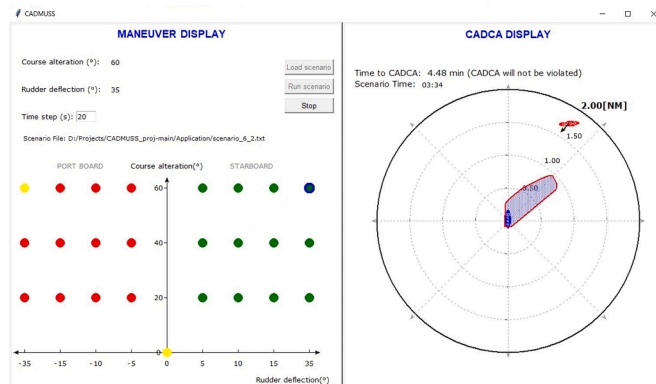 CADMUSS
MANEUVER DISPLAY
Course alteration (°): 60
Rudder deflection (°): 35
Time step (s): 20
Load scenario
Run scenario
Stop
Scenario File: D:/Projects/CADMUSS_proj-main/Application/scenario_6_2.txt
PORT BOARD
Course alteration(°)
STARBOARD
60
40
20
0
-35 -15 -10 -5 0 5 10 15 35
Rudder deflection(°)
CADCA DISPLAY
Time to CADCA: 4.48 min (CADCA will not be violated)
Scenario Time: 03:34
2.00[NM]
1.50
1.00
0.50